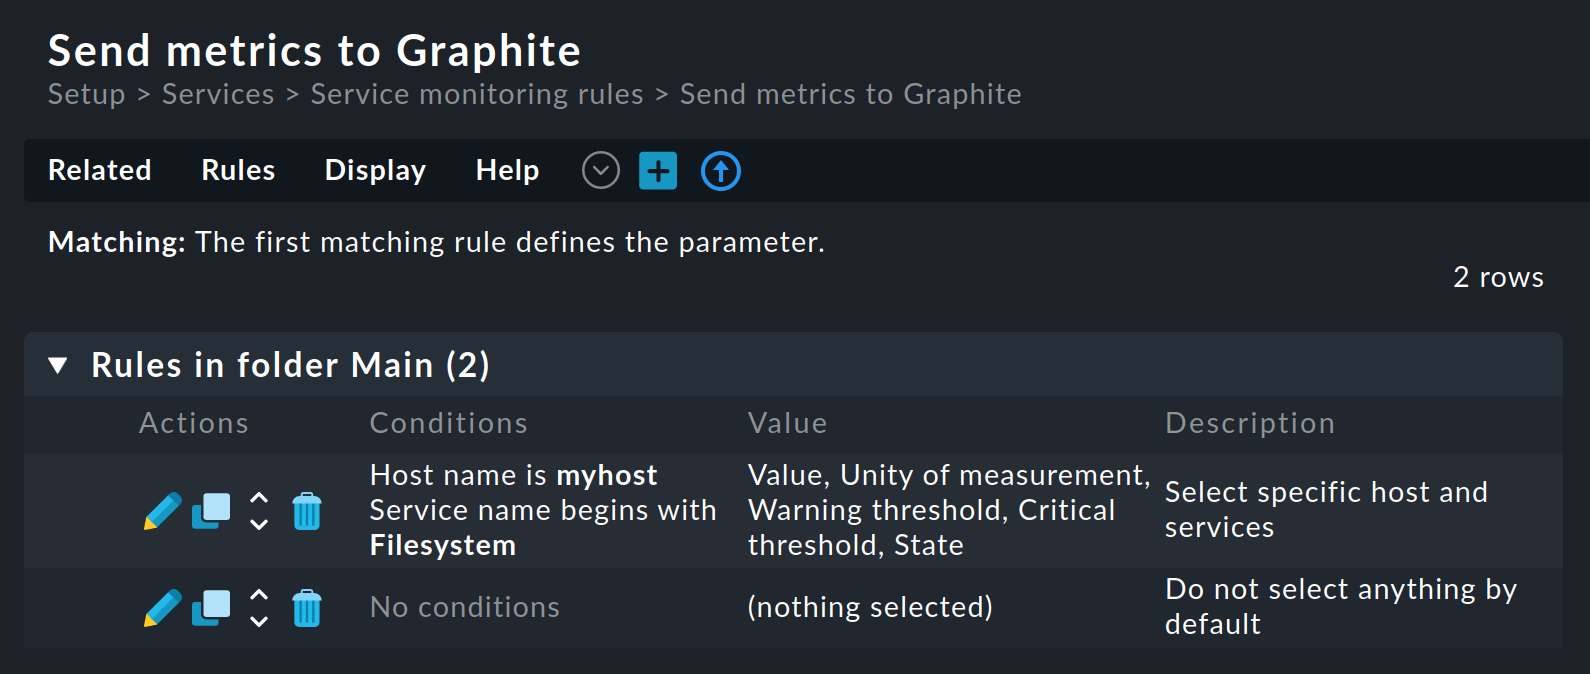 Send metrics to Graphite
Setup > Services > Service monitoring rules > Send metrics to Graphite
Related Rules Display Help
Matching: The first matching rule defines the parameter.
2 rows
Rules in folder Main (2)
Actions Conditions Value Description
Host name is myhost
Service name begins with
Filesystem
Value, Unity of measurement,
Warning threshold, Critical
threshold, State
Select specific host and
services
No conditions
(nothing selected)
Do not select anything by
default